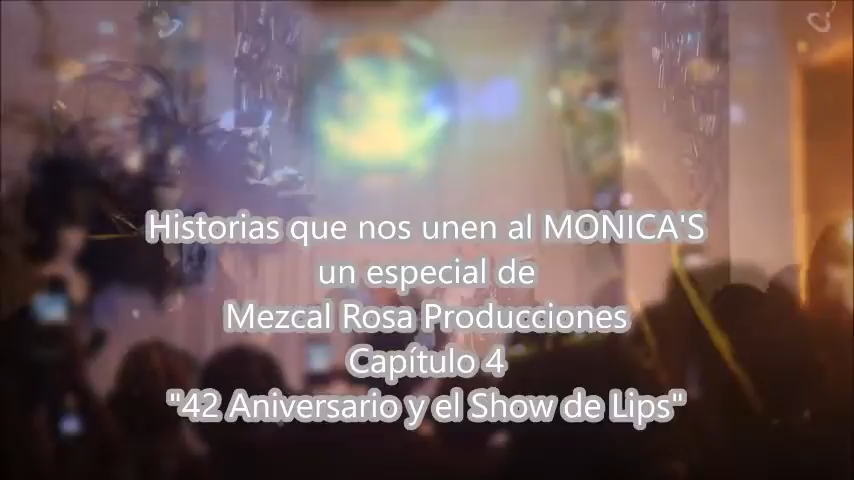 Historias que nos unen al MONICA'S
un especial de
Mezcal Rosa Producciones
Capítulo 4
"42 Aniversario y el Show de Lips"